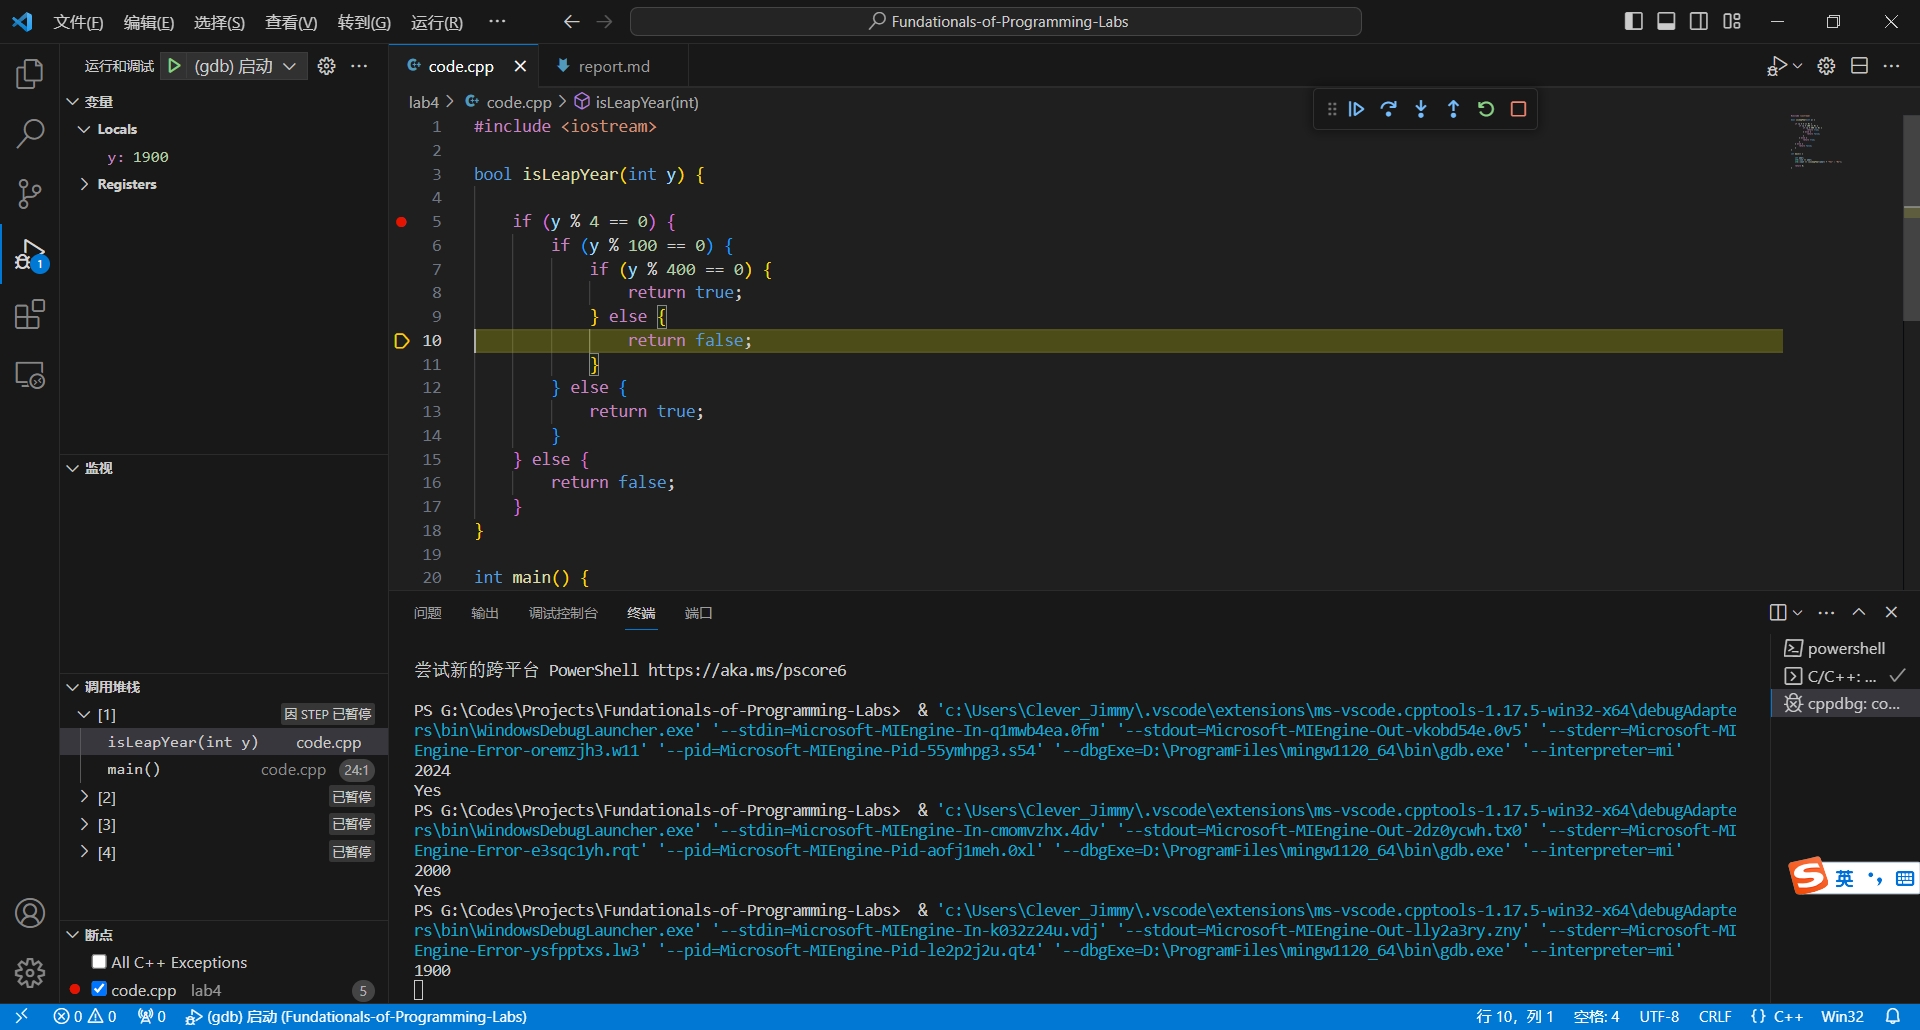 文件(F) 编辑(E) 选择(S) 查看(V) 转到(G) 运行(R) ··· Fundationals-of-Programming-Labs
运行和调试 (gdb) 启动 ···
变量
Locals
y: 1900
Registers
监视
调用堆栈
[1] 因 STEP 已暂停
isLeapYear(int y) code.cpp
main() code.cpp 24:1
[2] 已暂停
[3] 已暂停
[4] 已暂停
断点
All C++ Exceptions
code.cpp lab4 5
1
code.cpp report.md
lab4 > code.cpp > isLeapYear(int)
1 #include <iostream>
2
3 bool isLeapYear(int y) {
4
5 if (y % 4 == 0) {
6 if (y % 100 == 0) {
7 if (y % 400 == 0) {
8 return true;
9 } else {
10 return false;
11 }
12 } else {
13 return true;
14 }
15 } else {
16 return false;
17 }
18 }
19
20 int main() {
问题 输出 调试控制台 终端 端口
尝试新的跨平台 PowerShell https://aka.ms/pscore6
PS G:\Codes\Projects\Fundationals-of-Programming-Labs> & 'c:\Users\Clever_Jimmy\.vscode\extensions\ms-vscode.cpptools-1.17.5-win32-x64\debugAdapte
rs\bin\WindowsDebugLauncher.exe' '--stdin=Microsoft-MIEngine-In-q1mwb4ea.0fm' '--stdout=Microsoft-MIEngine-Out-vkobd54e.0v5' '--stderr=Microsoft-MI
Engine-Error-oremzjh3.w11' '--pid=Microsoft-MIEngine-Pid-55ymhpg3.s54' '--dbgExe=D:\ProgramFiles\mingw1120_64\bin\gdb.exe' '--interpreter=mi'
2024
Yes
PS G:\Codes\Projects\Fundationals-of-Programming-Labs> & 'c:\Users\Clever_Jimmy\.vscode\extensions\ms-vscode.cpptools-1.17.5-win32-x64\debugAdapte
rs\bin\WindowsDebugLauncher.exe' '--stdin=Microsoft-MIEngine-In-cmomvzhx.4dv' '--stdout=Microsoft-MIEngine-Out-2dz0ycwh.tx0' '--stderr=Microsoft-MI
Engine-Error-e3sqc1yh.rqt' '--pid=Microsoft-MIEngine-Pid-aofj1meh.0xl' '--dbgExe=D:\ProgramFiles\mingw1120_64\bin\gdb.exe' '--interpreter=mi'
2000
Yes
PS G:\Codes\Projects\Fundationals-of-Programming-Labs> & 'c:\Users\Clever_Jimmy\.vscode\extensions\ms-vscode.cpptools-1.17.5-win32-x64\debugAdapte
rs\bin\WindowsDebugLauncher.exe' '--stdin=Microsoft-MIEngine-In-k032z24u.vdj' '--stdout=Microsoft-MIEngine-Out-lly2a3ry.zny' '--stderr=Microsoft-MI
Engine-Error-ysfpptxs.lw3' '--pid=Microsoft-MIEngine-Pid-le2p2j2u.qt4' '--dbgExe=D:\ProgramFiles\mingw1120_64\bin\gdb.exe' '--interpreter=mi'
1900
powershell
C/C++: ...
cppdbg: co...
S 英
0 0 0 (gdb) 启动 (Fundationals-of-Programming-Labs) 行 10，列 1 空格: 4 UTF-8 CRLF {} C++ Win32